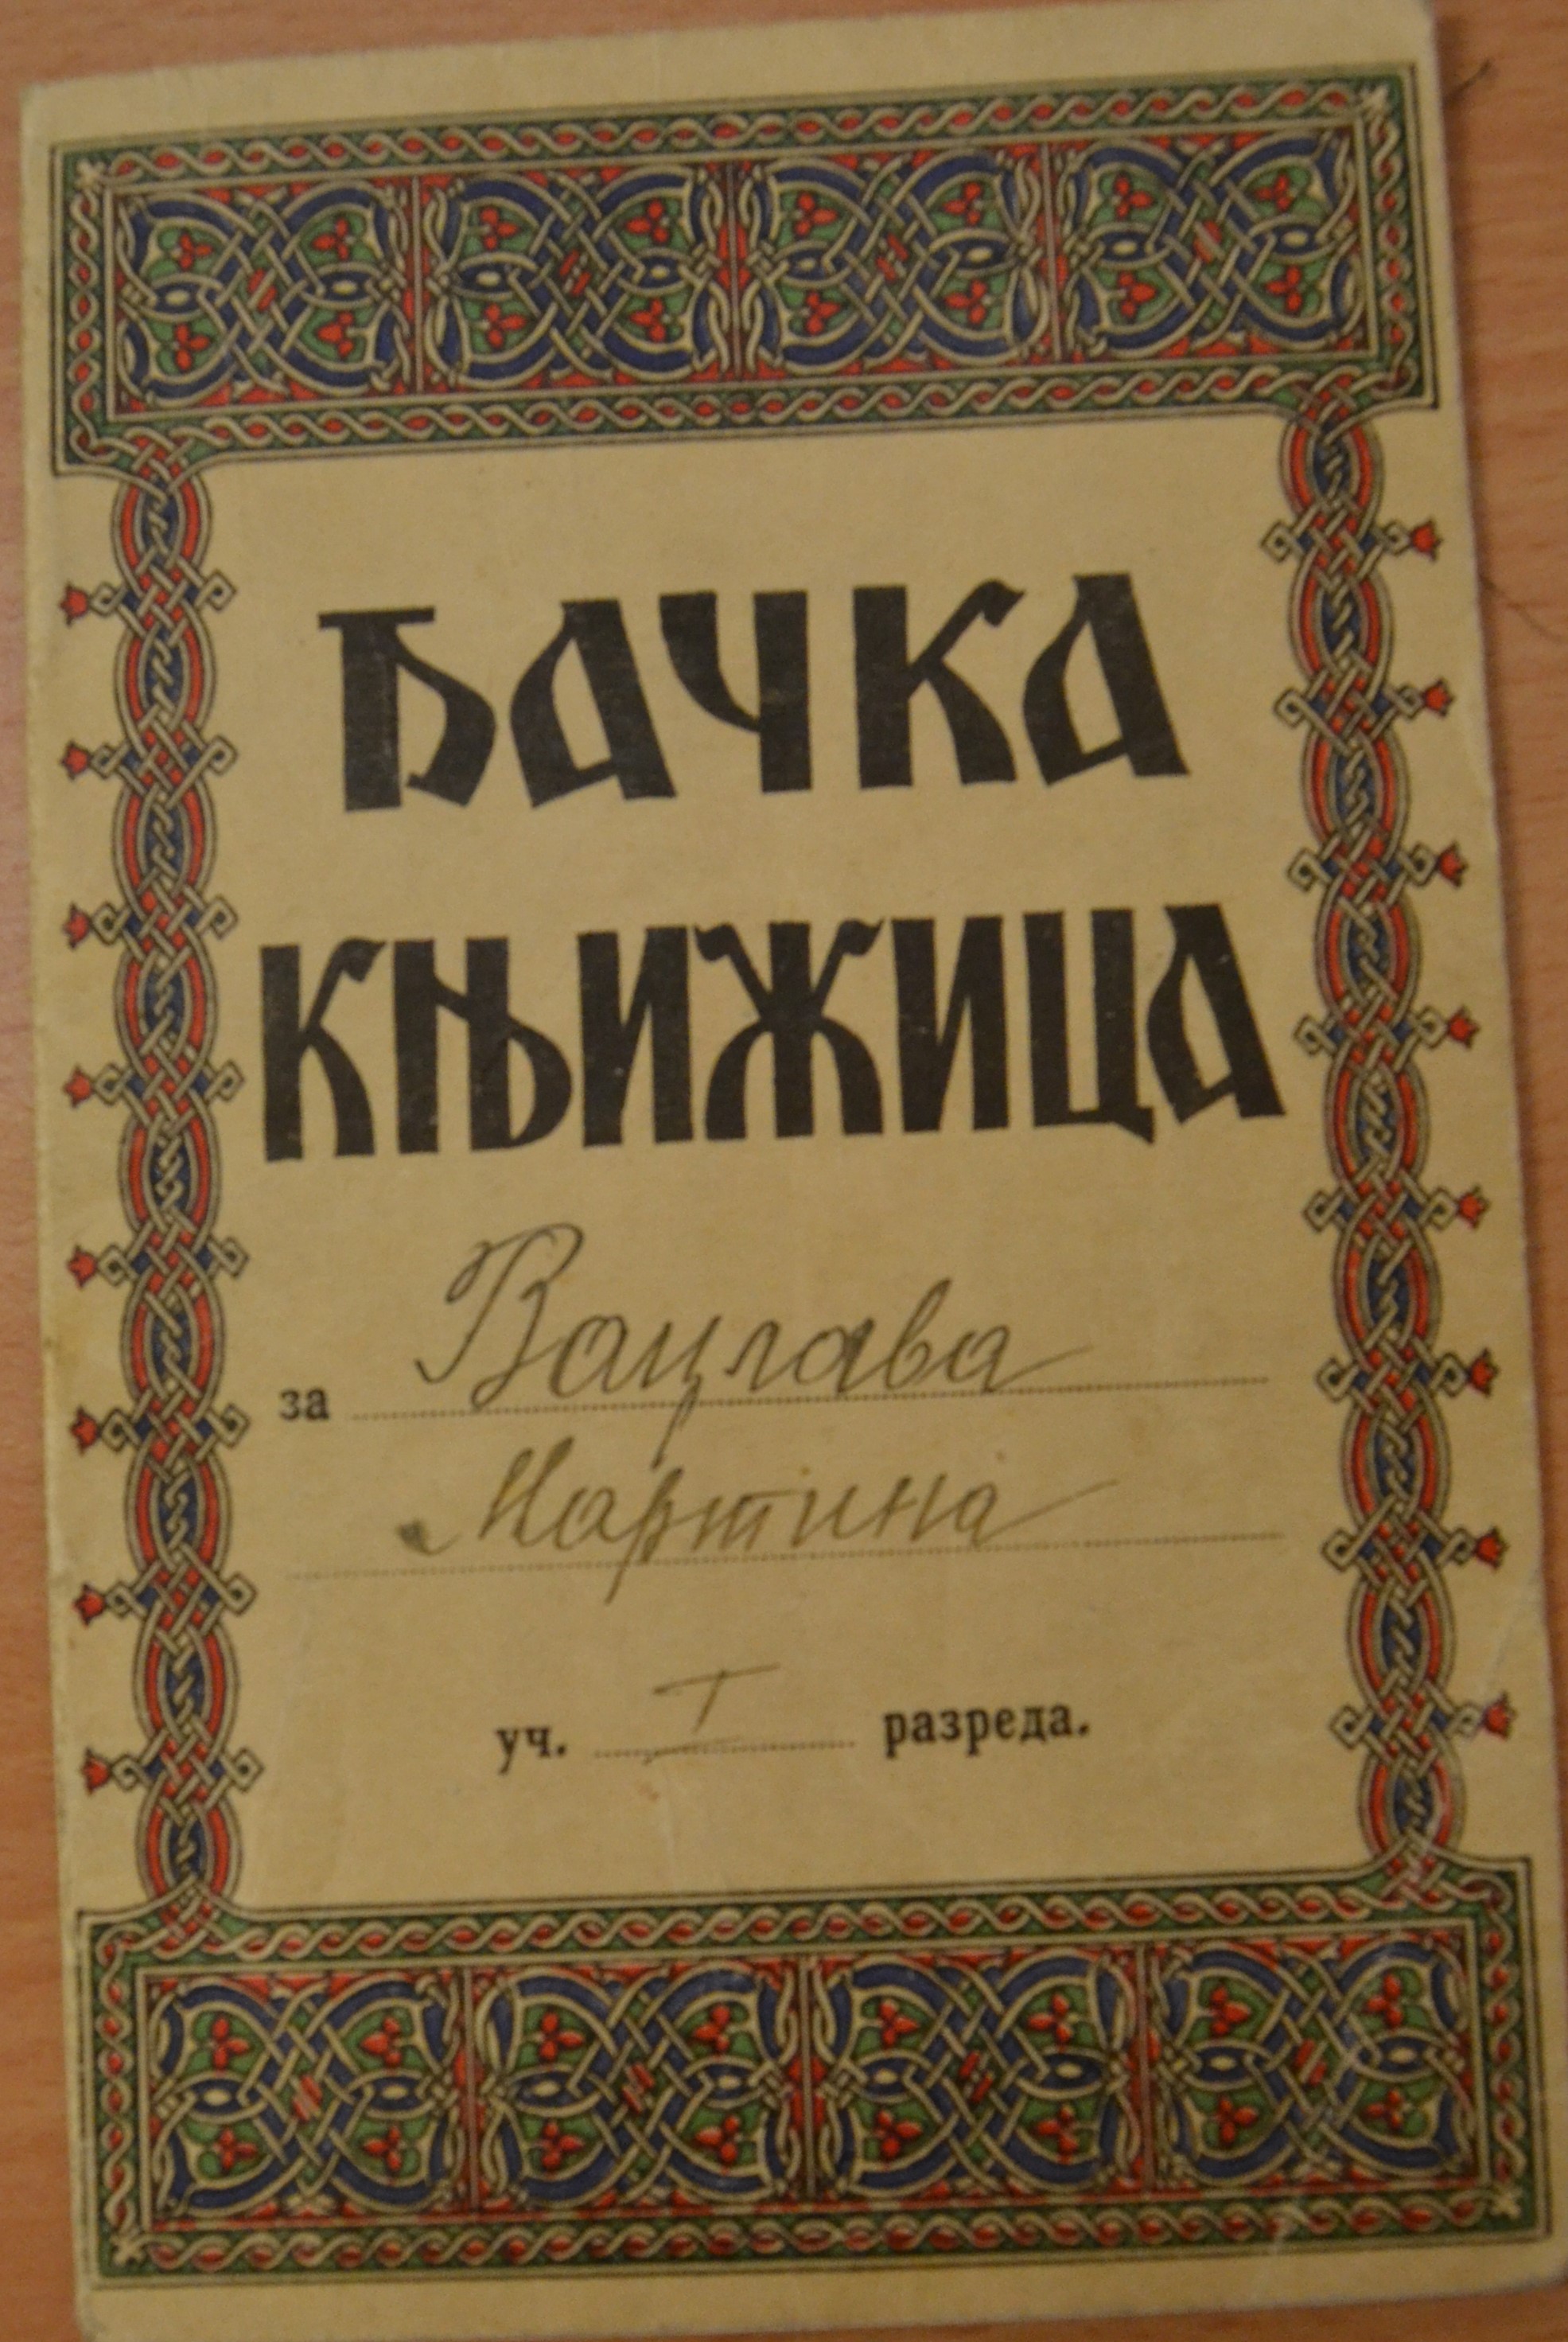 ЂАЧКА
КЊИЖИЦА
за Вацлава
Мартина
уч. I разреда.